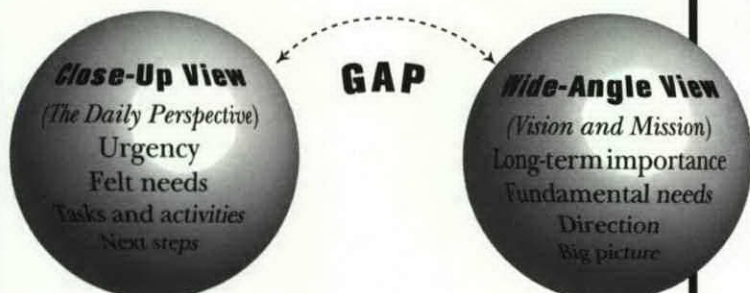 Close-Up View
(The Daily Perspective)
Urgency
Felt needs
Tasks and activities
Next steps
GAP
Wide-Angle View
(Vision and Mission)
Long-term importance
Fundamental needs
Direction
Big picture